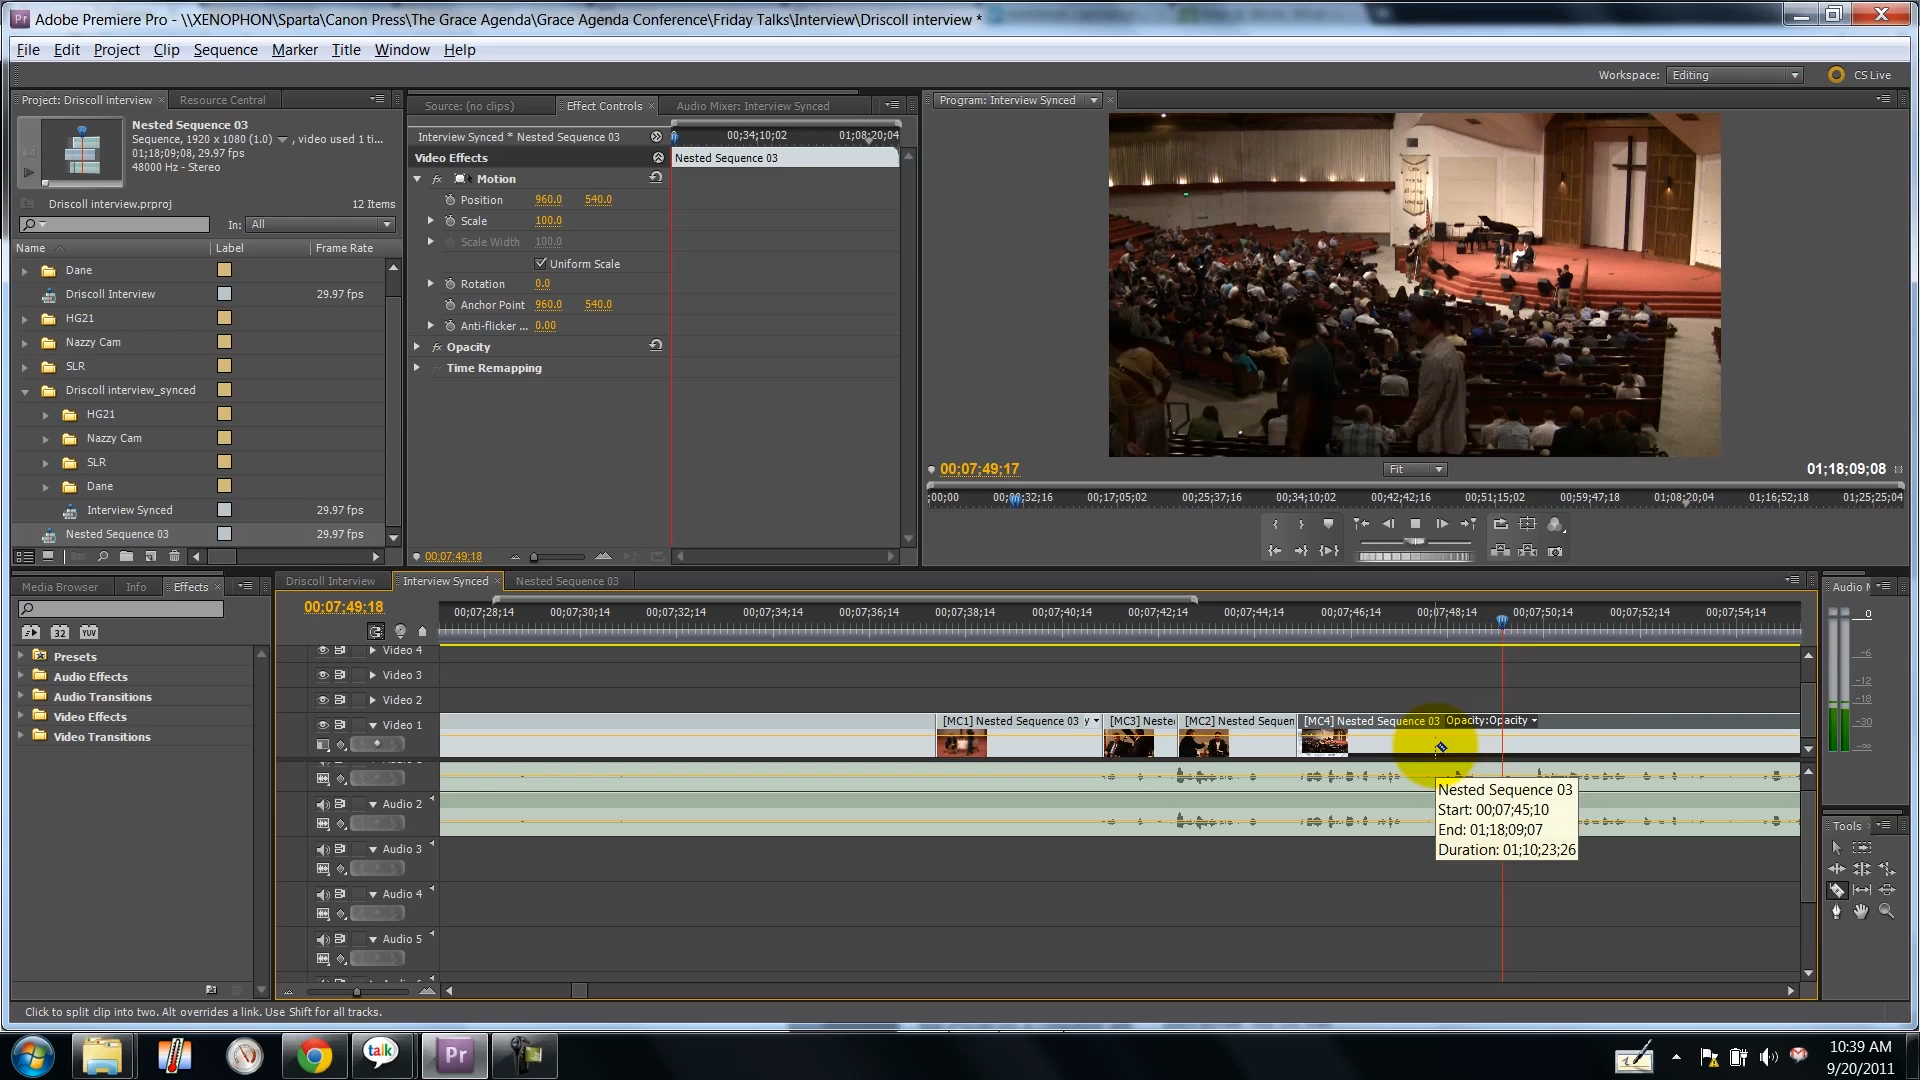 Adobe Premiere Pro - \\XENOPHON\Sparta\Canon Press\The Grace Agenda\Grace Agenda Conference\Friday Talks\Interview\Driscoll interview *
File Edit Project Clip Sequence Marker Title Window Help
Workspace: Editing CS Live
Project: Driscoll interview Resource Central
Nested Sequence 03
Sequence, 1920 x 1080 (1.0) , video used 1 ti...
01;18;09;08, 29.97 fps
48000 Hz - Stereo
Driscoll interview.prproj 12 Items
In: All
Name Label Frame Rate
Dane
Driscoll Interview 29.97 fps
HG21
Nazzy Cam
SLR
Driscoll interview_synced
HG21
Nazzy Cam
SLR
Dane
Interview Synced 29.97 fps
Nested Sequence 03 29.97 fps
Source: (no clips) Effect Controls Audio Mixer: Interview Synced
Interview Synced * Nested Sequence 03 00;34;10;02 01;08;20;04
Video Effects Nested Sequence 03
fx Motion
Position 960.0 540.0
Scale 100.0
Scale Width 100.0
Uniform Scale
Rotation 0.0
Anchor Point 960.0 540.0
Anti-flicker ... 0.00
fx Opacity
Time Remapping
00;07;49;18
Program: Interview Synced
00;07;49;17 Fit 01;18;09;08
;00;00 00;08;32;16 00;17;05;02 00;25;37;16 00;34;10;02 00;42;42;16 00;51;15;02 00;59;47;18 01;08;20;04 01;16;52;18 01;25;25;04
Media Browser Info Effects
32 YUV
Presets
Audio Effects
Audio Transitions
Video Effects
Video Transitions
Driscoll Interview Interview Synced Nested Sequence 03
00;07;49;18
00;07;28;14 00;07;30;14 00;07;32;14 00;07;34;14 00;07;36;14 00;07;38;14 00;07;40;14 00;07;42;14 00;07;44;14 00;07;46;14 00;07;48;14 00;07;50;14 00;07;52;14 00;07;54;14
Video 4
Video 3
Video 2
Video 1
[MC1] Nested Sequence 03 y [MC3] Neste [MC2] Nested Sequen [MC4] Nested Sequence 03 Opacity:Opacity
Audio 2
Audio 3
Audio 4
Audio 5
Nested Sequence 03
Start: 00;07;45;10
End: 01;18;09;07
Duration: 01;10;23;26
Audio M
0
-6
-12
-18
-30
-∞
Tools
Click to split clip into two. Alt overrides a link. Use Shift for all tracks.
talk
Pr
10:39 AM
9/20/2011